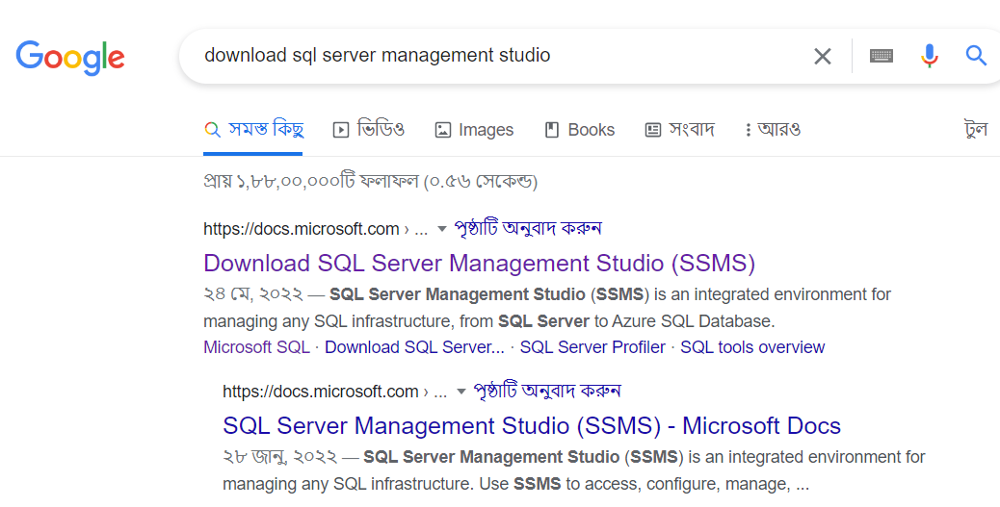 Google
download sql server management studio
সমস্ত কিছু ভিডিও Images Books সংবাদ আরও টুল
প্রায় ১,৮৮,০০,০০০টি ফলাফল (০.৫৬ সেকেন্ড)
https://docs.microsoft.com › ... পৃষ্ঠাটি অনুবাদ করুন
Download SQL Server Management Studio (SSMS)
২৪ মে, ২০২২ — SQL Server Management Studio (SSMS) is an integrated environment for
managing any SQL infrastructure, from SQL Server to Azure SQL Database.
Microsoft SQL · Download SQL Server... · SQL Server Profiler · SQL tools overview
https://docs.microsoft.com › ... পৃষ্ঠাটি অনুবাদ করুন
SQL Server Management Studio (SSMS) - Microsoft Docs
২৮ জানু, ২০২২ — SQL Server Management Studio (SSMS) is an integrated environment for
managing any SQL infrastructure. Use SSMS to access, configure, manage, ...